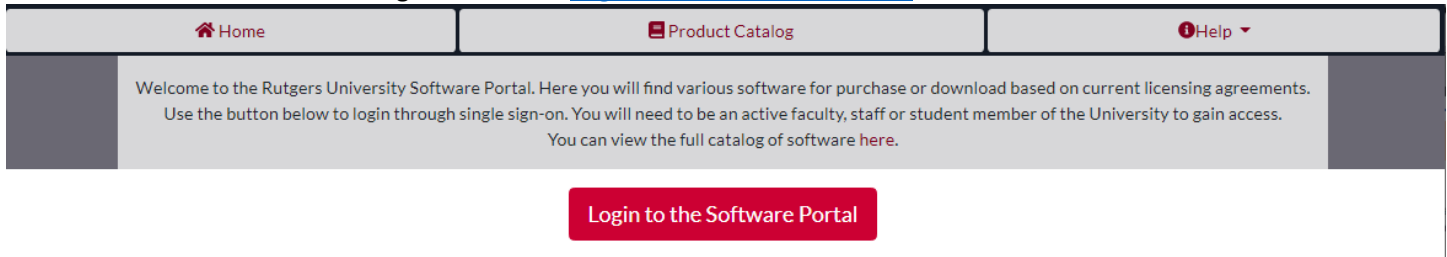 Home
Product Catalog
Help
Welcome to the Rutgers University Software Portal. Here you will find various software for purchase or download based on current licensing agreements.
Use the button below to login through single sign-on. You will need to be an active faculty, staff or student member of the University to gain access.
You can view the full catalog of software here.
Login to the Software Portal